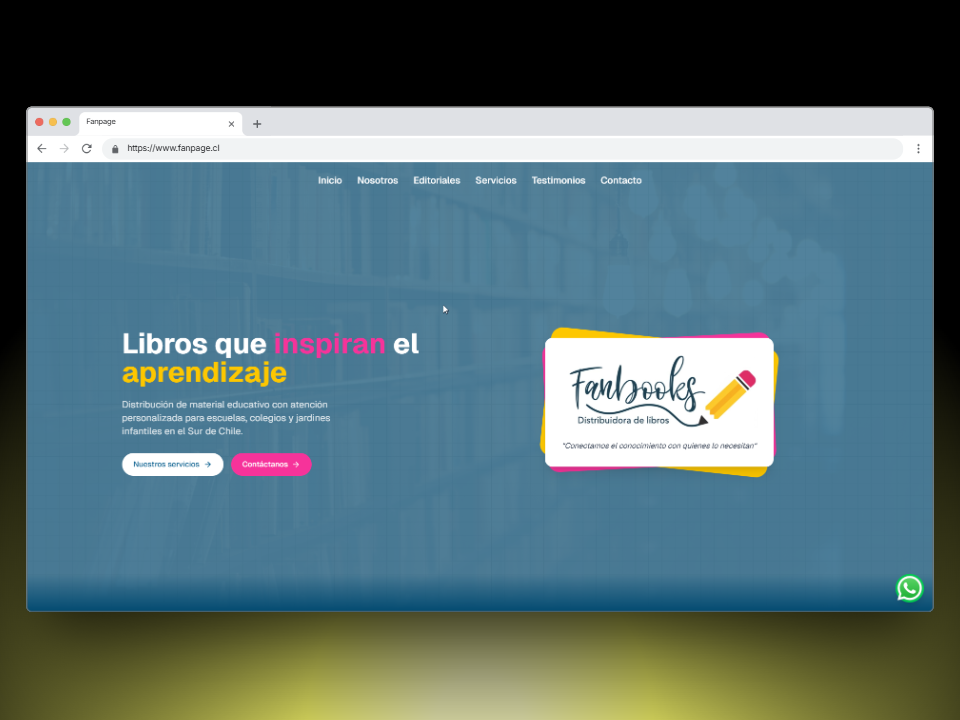 Fanpage
https://www.fanpage.cl
Inicio Nosotros Editoriales Servicios Testimonios Contacto
Libros que inspiran el
aprendizaje
Distribución de material educativo con atención
personalizada para escuelas, colegios y jardines
infantiles en el Sur de Chile.
Nuestros servicios →
Contáctanos →
Fanbooks
Distribuidora de libros
"Conectamos el conocimiento con quienes lo necesitan"